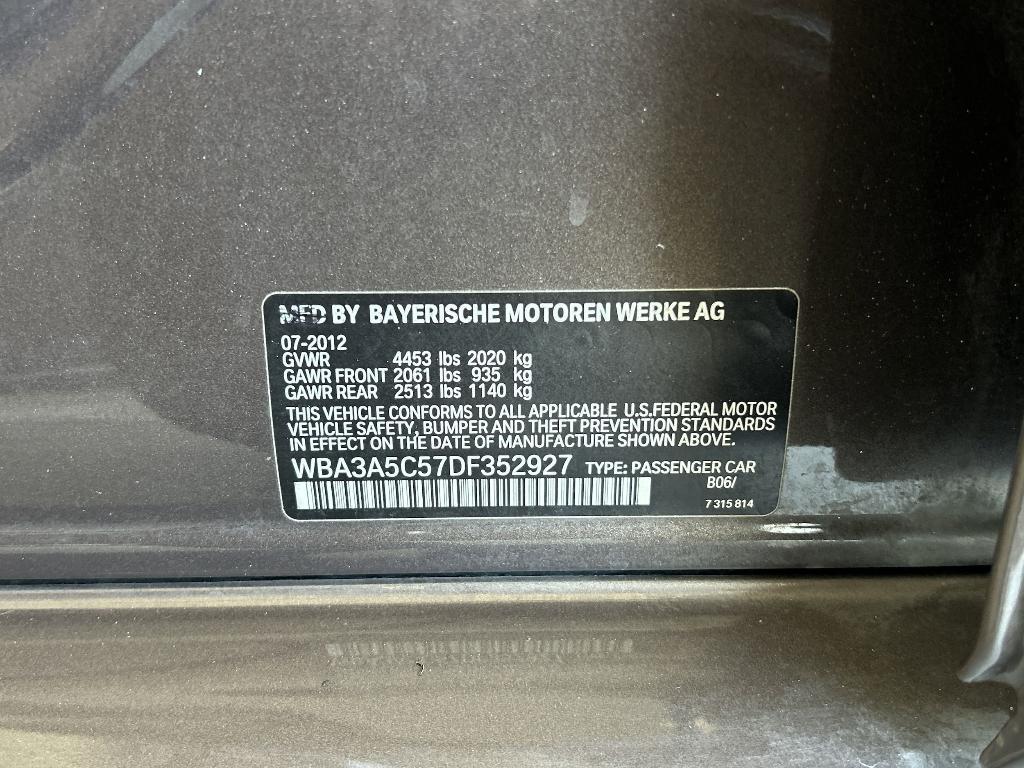 MFD BY BAYERISCHE MOTOREN WERKE AG
07-2012
GVWR 4453 lbs 2020 kg
GAWR FRONT 2061 lbs 935 kg
GAWR REAR 2513 lbs 1140 kg
THIS VEHICLE CONFORMS TO ALL APPLICABLE U.S.FEDERAL MOTOR
VEHICLE SAFETY, BUMPER AND THEFT PREVENTION STANDARDS
IN EFFECT ON THE DATE OF MANUFACTURE SHOWN ABOVE.
WBA3A5C57DF352927 TYPE: PASSENGER CAR
B06/
7 315 814